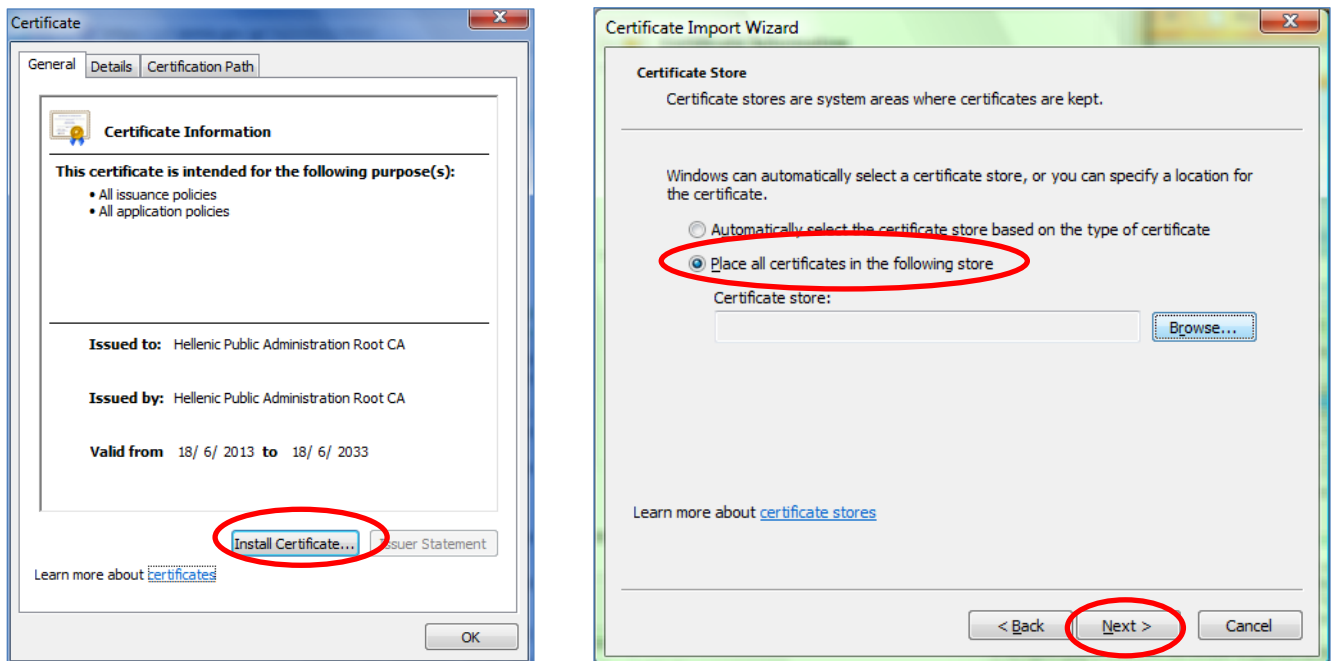 Certificate
General Details Certification Path
Certificate Information
This certificate is intended for the following purpose(s):
• All issuance policies
• All application policies
Issued to: Hellenic Public Administration Root CA
Issued by: Hellenic Public Administration Root CA
Valid from 18/ 6/ 2013 to 18/ 6/ 2033
Install Certificate... Issuer Statement
Learn more about certificates
OK
Certificate Import Wizard
Certificate Store
Certificate stores are system areas where certificates are kept.
Windows can automatically select a certificate store, or you can specify a location for
the certificate.
Automatically select the certificate store based on the type of certificate
Place all certificates in the following store
Certificate store:
Browse...
Learn more about certificate stores
< Back Next > Cancel